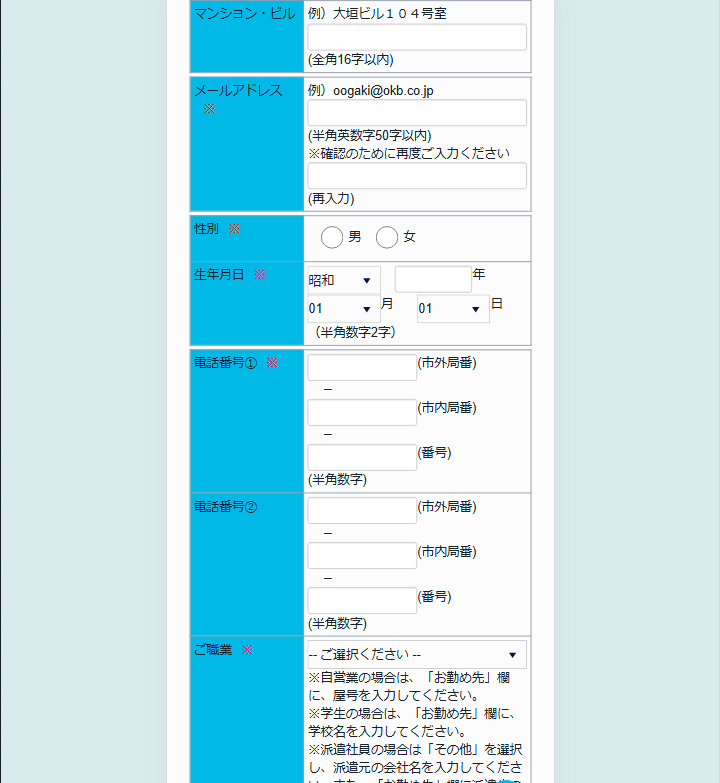 マンション・ビル
例）大垣ビル１０４号室
(全角16字以内)
メールアドレス
※
例）oogaki@okb.co.jp
(半角英数字50字以内)
※確認のために再度ご入力ください
(再入力)
性別 ※
男 女
生年月日 ※
昭和 年
01 月 01 日
（半角数字2字）
電話番号① ※
(市外局番)
－
(市内局番)
－
(番号)
(半角数字)
電話番号②
(市外局番)
－
(市内局番)
－
(番号)
(半角数字)
ご職業 ※
-- ご選択ください --
※自営業の場合は、「お勤め先」欄
に、屋号を入力してください。
※学生の場合は、「お勤め先」欄に、
学校名を入力してください。
※派遣社員の場合は「その他」を選択
し、派遣元の会社名を入力してくださ